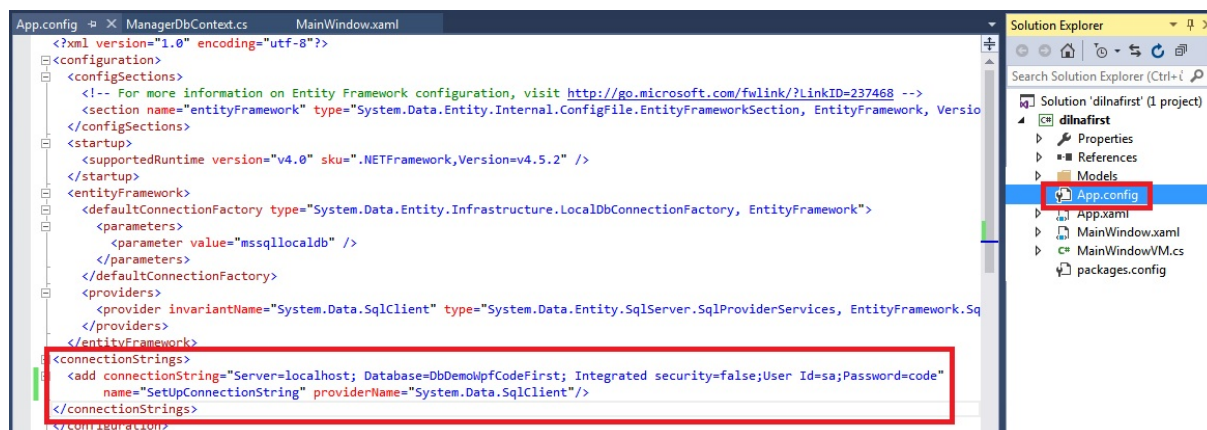 App.config
ManagerDbContext.cs
MainWindow.xaml
<?xml version="1.0" encoding="utf-8"?>
<configuration>
<configSections>
<!-- For more information on Entity Framework configuration, visit http://go.microsoft.com/fwlink/?LinkID=237468 -->
<section name="entityFramework" type="System.Data.Entity.Internal.ConfigFile.EntityFrameworkSection, EntityFramework, Versio
</configSections>
<startup>
<supportedRuntime version="v4.0" sku=".NETFramework,Version=v4.5.2" />
</startup>
<entityFramework>
<defaultConnectionFactory type="System.Data.Entity.Infrastructure.LocalDbConnectionFactory, EntityFramework">
<parameters>
<parameter value="mssqllocaldb" />
</parameters>
</defaultConnectionFactory>
<providers>
<provider invariantName="System.Data.SqlClient" type="System.Data.Entity.SqlServer.SqlProviderServices, EntityFramework.Sq
</providers>
</entityFramework>
<connectionStrings>
<add connectionString="Server=localhost; Database=DbDemoWpfCodeFirst; Integrated security=false;User Id=sa;Password=code"
name="SetUpConnectionString" providerName="System.Data.SqlClient"/>
</connectionStrings>
</configuration>
Solution Explorer
Search Solution Explorer (Ctrl+
Solution 'dilnafirst' (1 project)
C# dilnafirst
Properties
References
Models
App.config
App.xaml
MainWindow.xaml
C# MainWindowVM.cs
packages.config